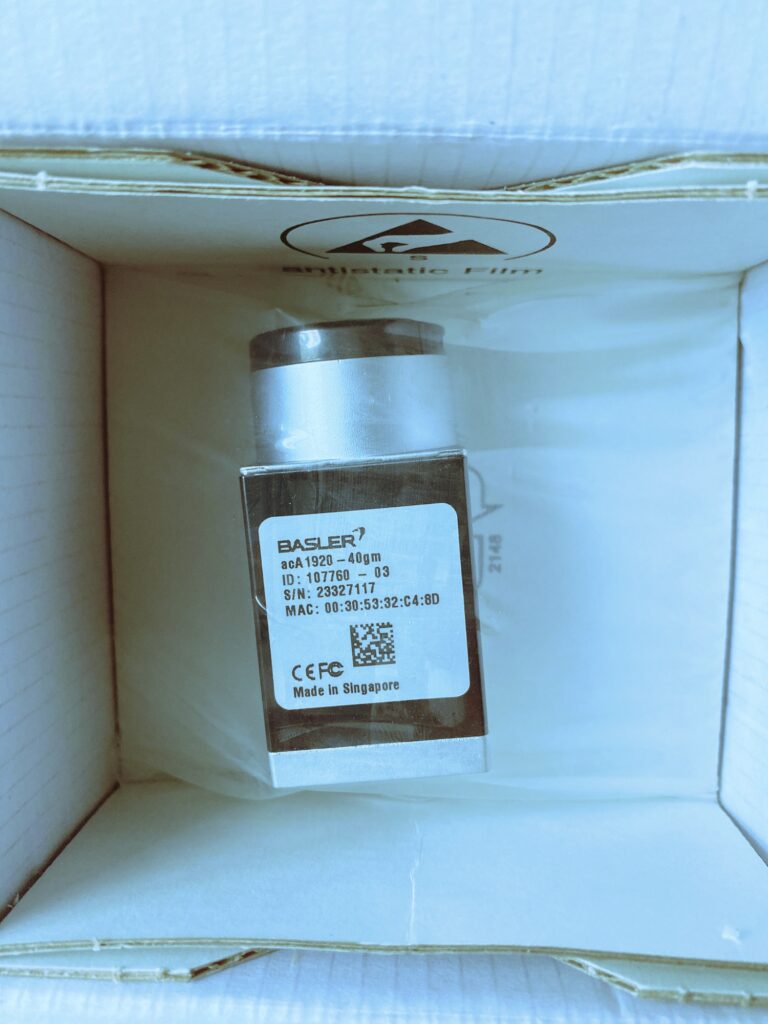 S
antistatic Film
BASLER
acA1920-40gm
ID: 107760 - 03
S/N: 23327117
MAC: 00:30:53:32:C4:8D
CE FC
Made in Singapore
2148